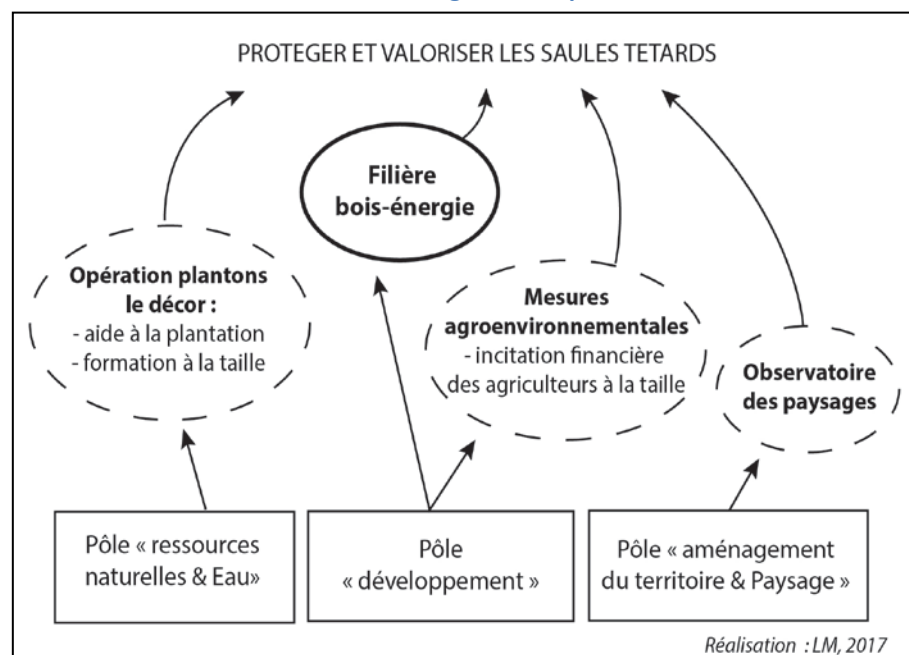 PROTEGER ET VALORISER LES SAULES TETARDS
Filière
bois-énergie
Opération plantons
le décor :
- aide à la plantation
- formation à la taille
Mesures
agroenvironnementales
- incitation financière
des agriculteurs à la taille
Observatoire
des paysages
Pôle « ressources
naturelles & Eau»
Pôle
« développement »
Pôle « aménagement
du territoire & Paysage »
Réalisation : LM, 2017